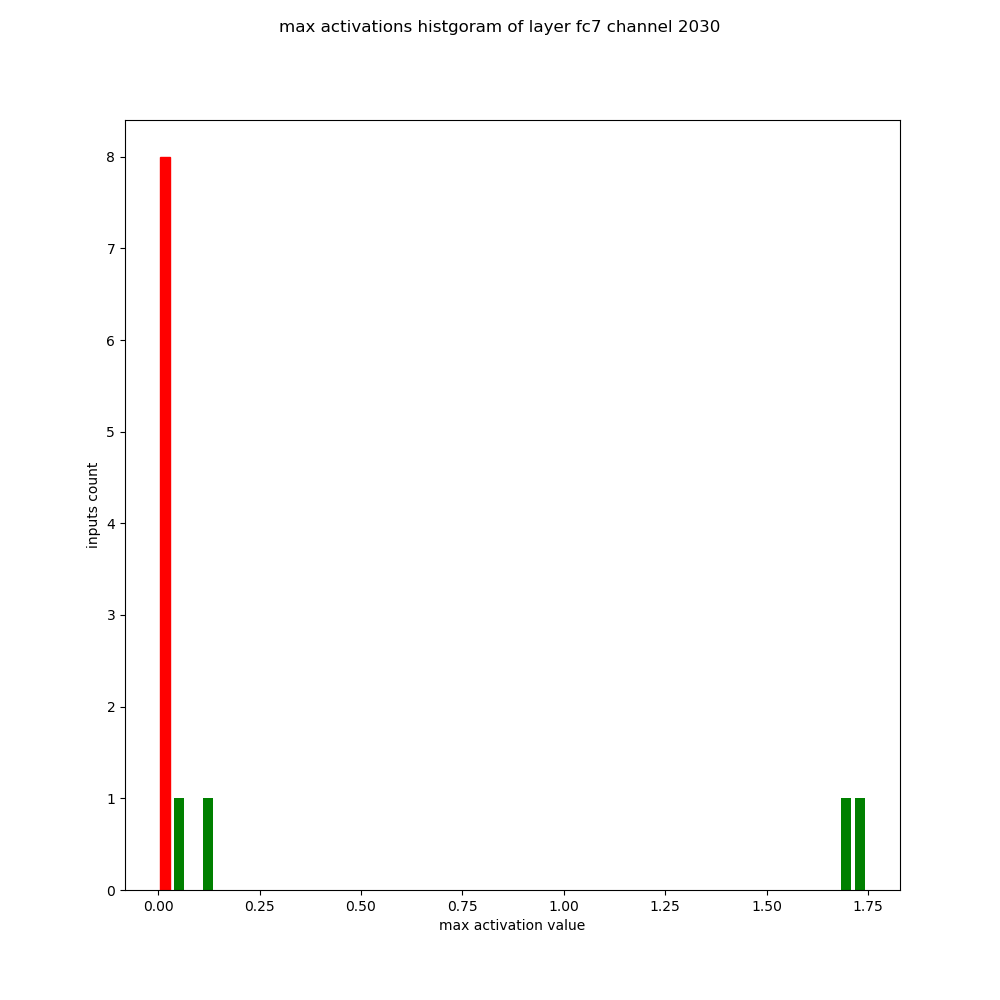 max activations histgoram of layer fc7 channel 2030
8
7
6
5
4
3
2
1
0
inputs count
0.00 0.25 0.50 0.75 1.00 1.25 1.50 1.75
max activation value